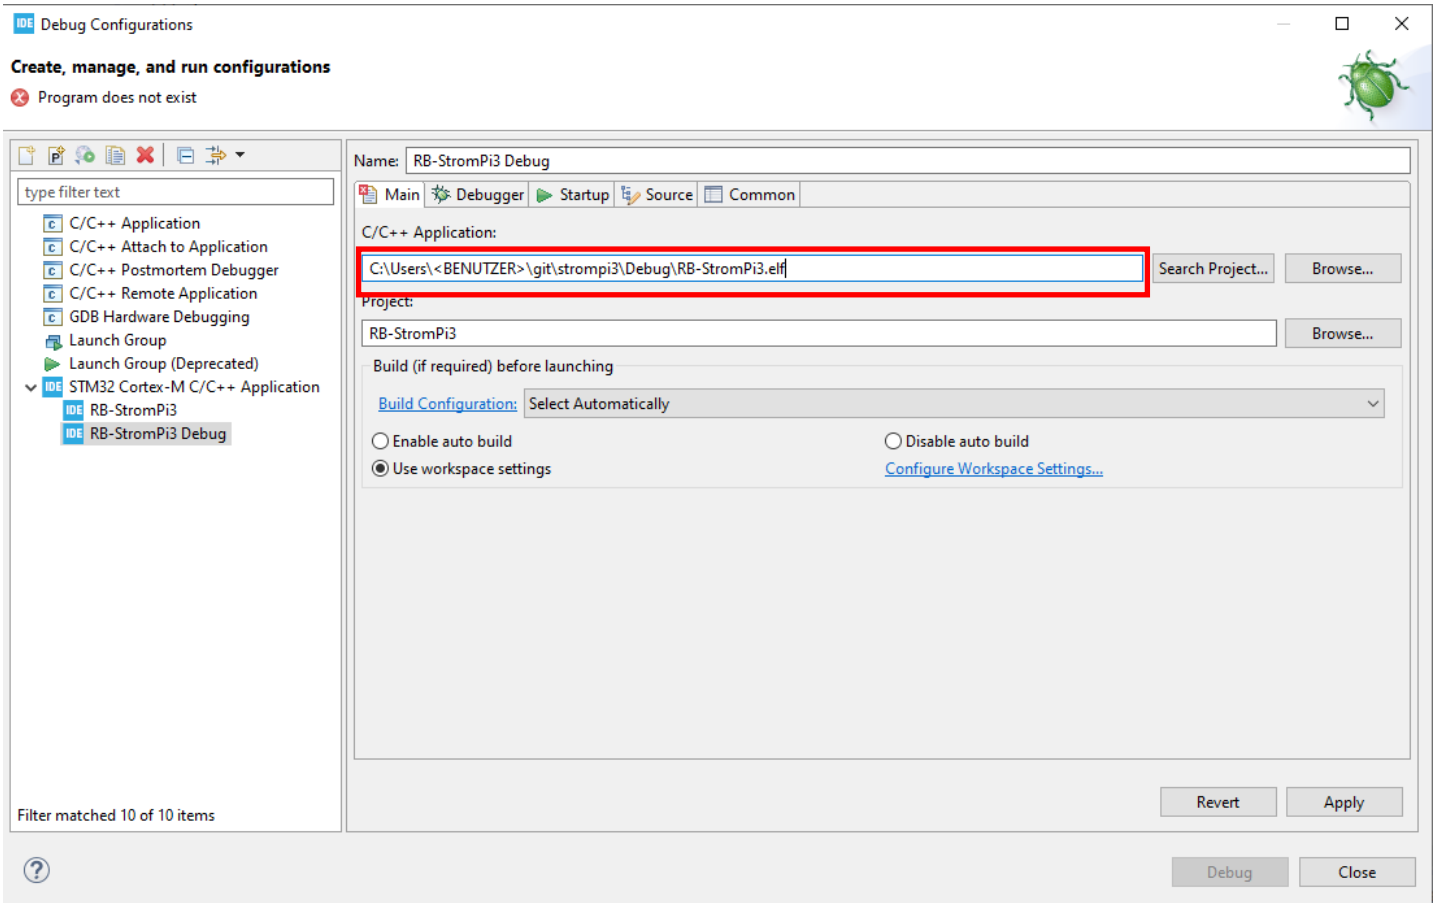 IDE Debug Configurations
Create, manage, and run configurations
Program does not exist
type filter text
C/C++ Application
C/C++ Attach to Application
C/C++ Postmortem Debugger
C/C++ Remote Application
GDB Hardware Debugging
Launch Group
Launch Group (Deprecated)
IDE STM32 Cortex-M C/C++ Application
IDE RB-StromPi3
IDE RB-StromPi3 Debug
Filter matched 10 of 10 items
Name: RB-StromPi3 Debug
Main Debugger Startup Source Common
C/C++ Application:
C:\Users\<BENUTZER>\git\strompi3\Debug\RB-StromPi3.elf Search Project... Browse...
Project:
RB-StromPi3 Browse...
Build (if required) before launching
Build Configuration: Select Automatically
Enable auto build Disable auto build
Use workspace settings Configure Workspace Settings...
Revert Apply
? Debug Close